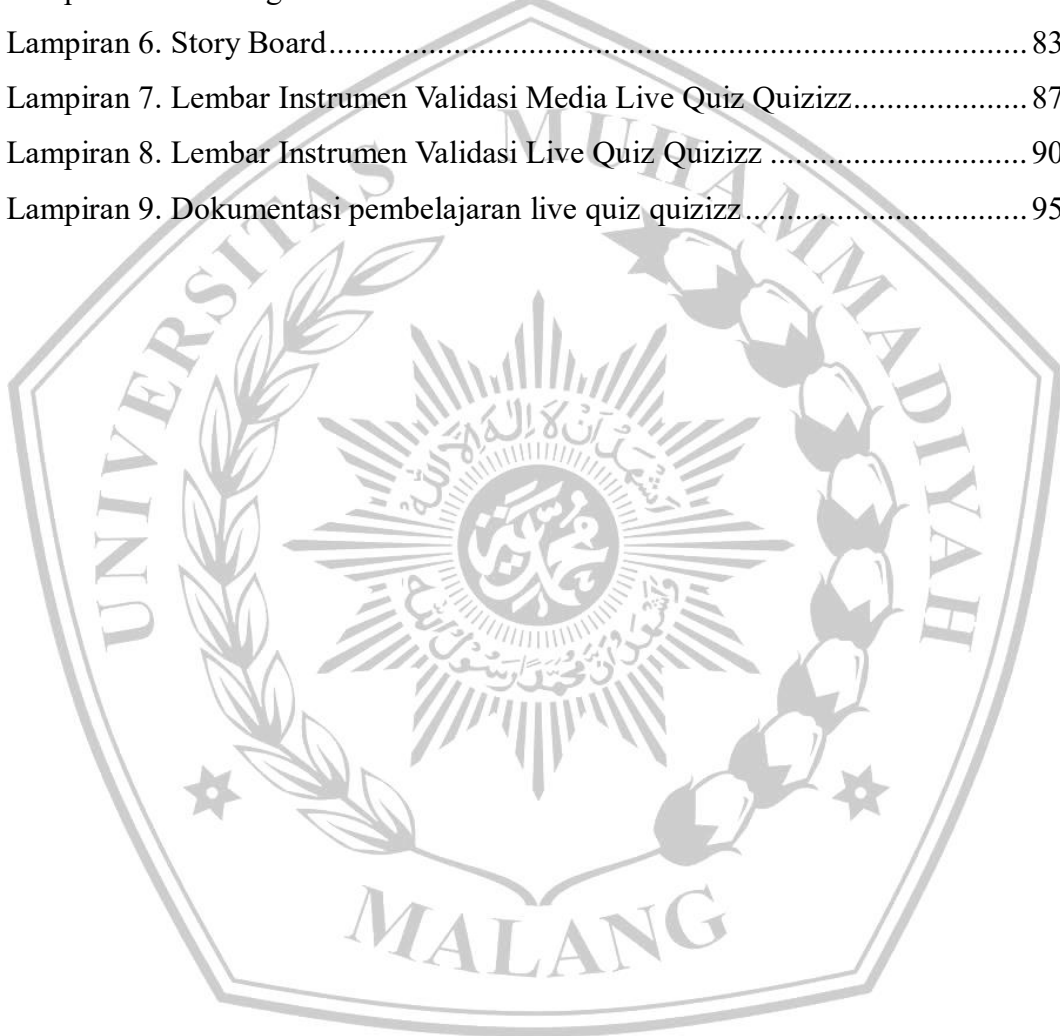 Lampiran 6. Story Board........................................................................................ 83
Lampiran 7. Lembar Instrumen Validasi Media Live Quiz Quizizz...................... 87
Lampiran 8. Lembar Instrumen Validasi Live Quiz Quizizz ................................ 90
Lampiran 9. Dokumentasi pembelajaran live quiz quizizz................................... 95
UNIVERSITAS MUHAMMADIYAH
MALANG